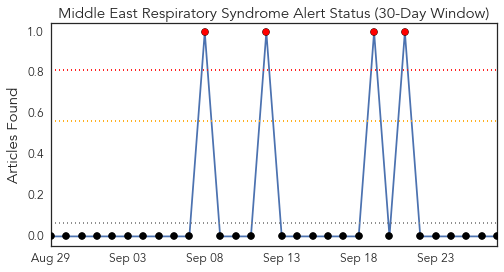 Middle East Respiratory Syndrome Alert Status (30-Day Window)
Articles Found
1.0
0.8
0.6
0.4
0.2
0.0
Aug 29 Sep 03 Sep 08 Sep 13 Sep 18 Sep 23